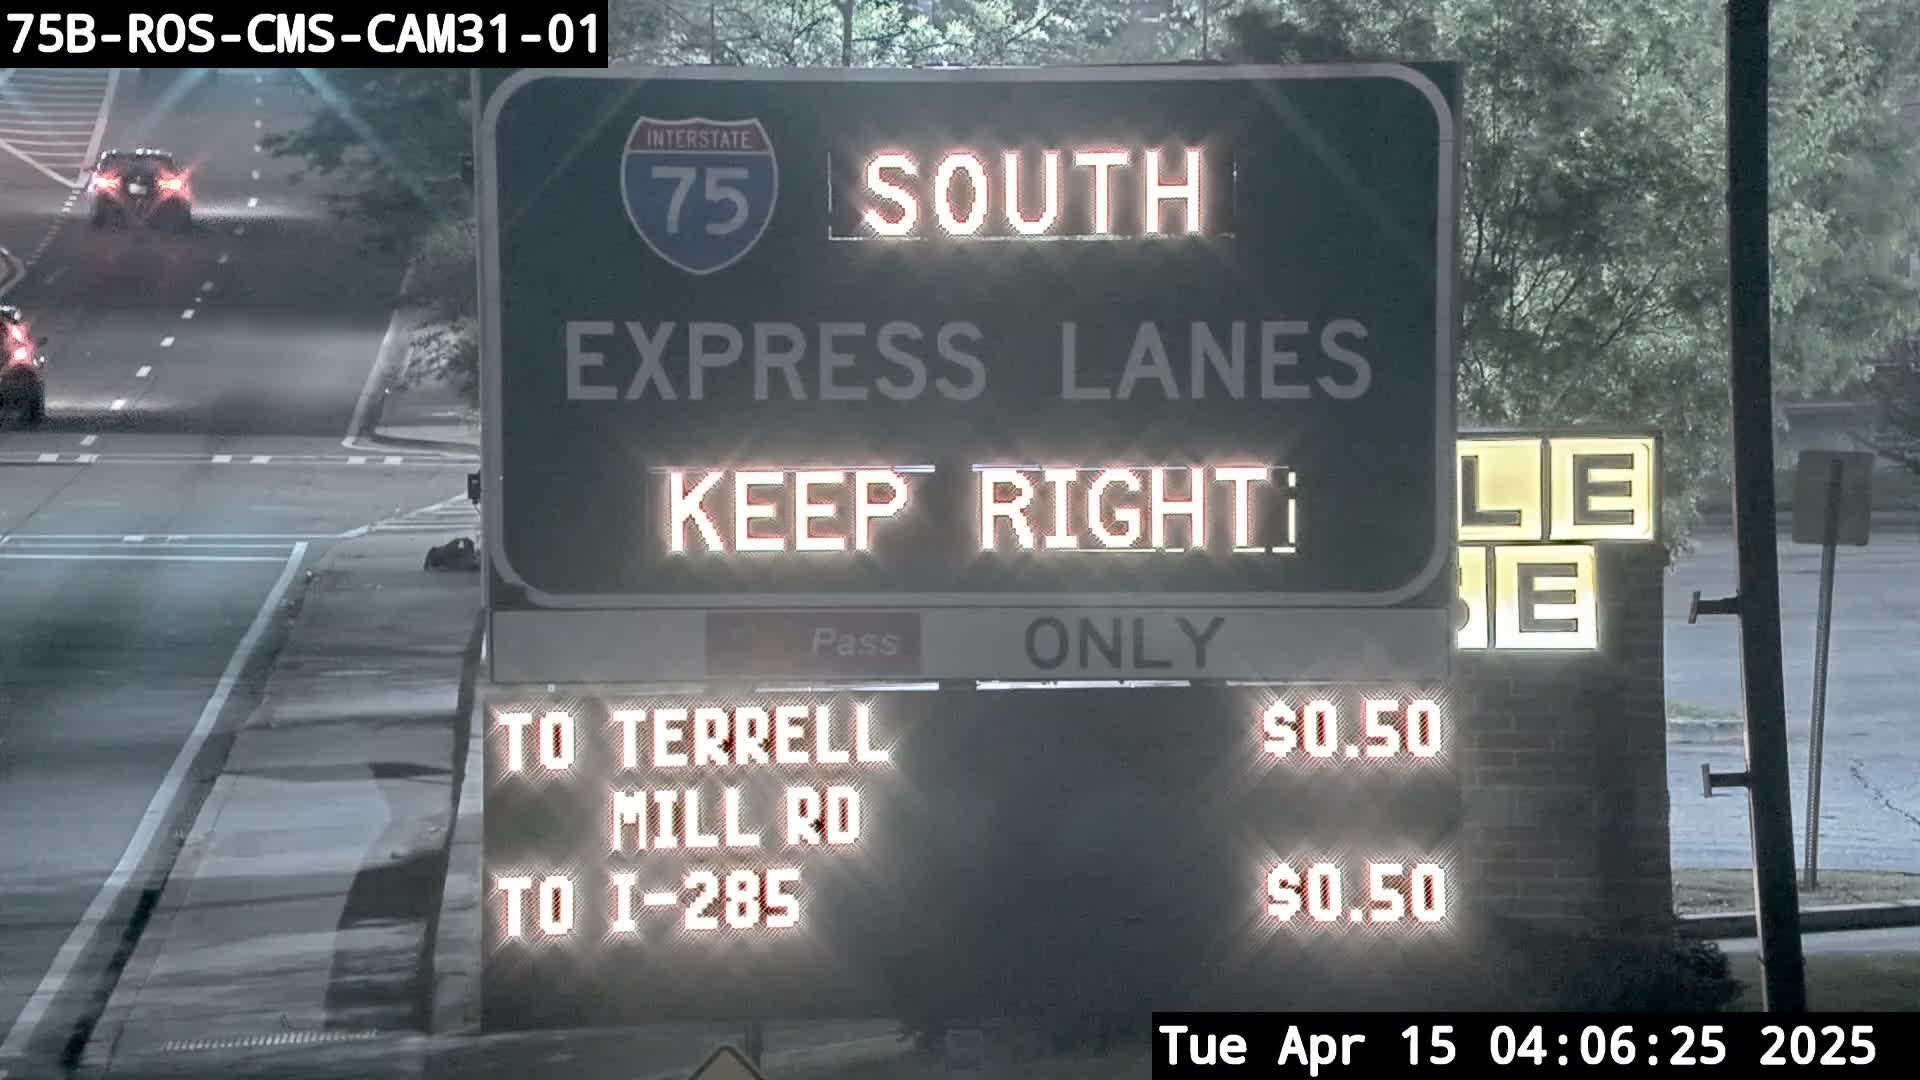 75B-ROS-CMS-CAM31-01
INTERSTATE
75
SOUTH
EXPRESS LANES
KEEP RIGHT
Pass ONLY
LE
E
TO TERRELL $0.50
MILL RD
TO I-285 $0.50
Tue Apr 15 04:06:25 2025